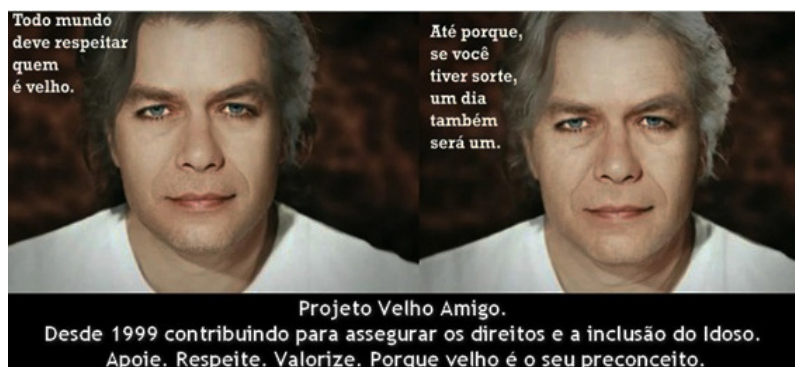 Todo mundo
deve respeitar
quem
é velho.
Até porque,
se você
tiver sorte,
um dia
também
será um.
Projeto Velho Amigo.
Desde 1999 contribuindo para assegurar os direitos e a inclusão do Idoso.
Apoie. Respeite. Valorize. Porque velho é o seu preconceito.